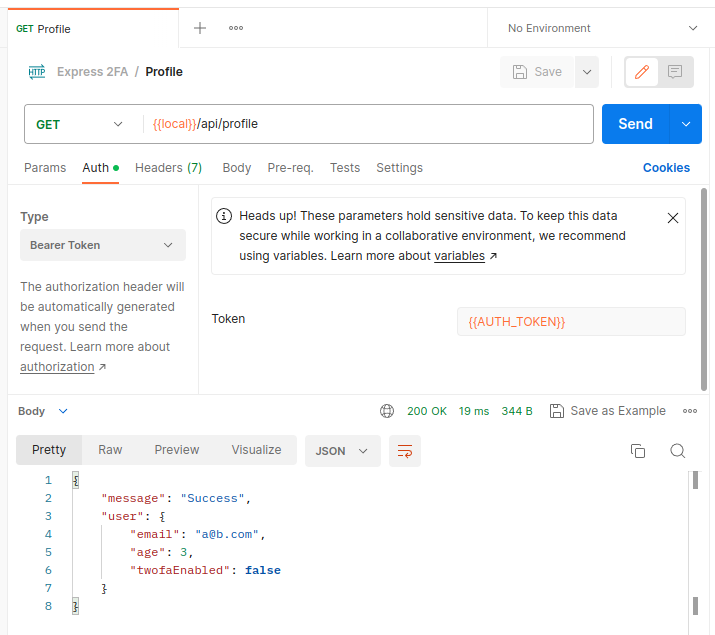 GET Profile
No Environment
HTTP Express 2FA / Profile
Save
GET {{local}}/api/profile
Send
Params Auth Headers (7) Body Pre-req. Tests Settings
Cookies
Type
Bearer Token
The authorization header will
be automatically generated
when you send the
request. Learn more about
authorization ↗
Heads up! These parameters hold sensitive data. To keep this data
secure while working in a collaborative environment, we recommend
using variables. Learn more about variables ↗
Token
{{AUTH_TOKEN}}
Body
200 OK 19 ms 344 B Save as Example
Pretty Raw Preview Visualize JSON
1 {
2 "message": "Success",
3 "user": {
4 "email": "a@b.com",
5 "age": 3,
6 "twofaEnabled": false
7 }
8 }